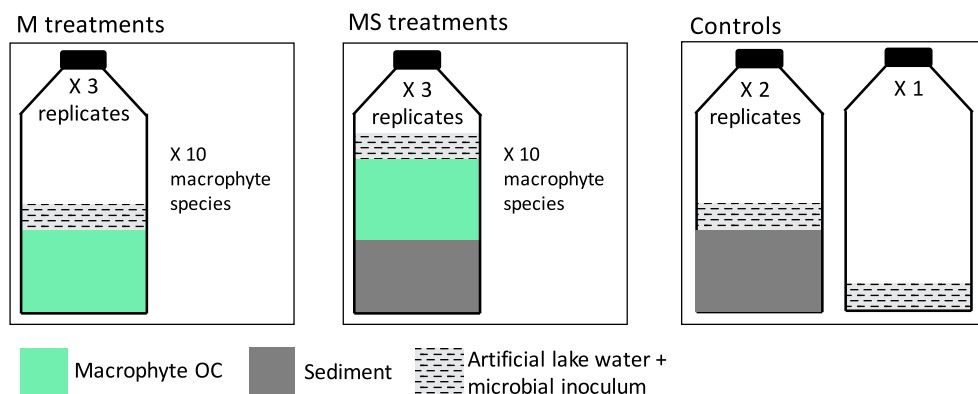 M treatments
X 3
replicates
X 10
macrophyte
species
MS treatments
X 3
replicates
X 10
macrophyte
species
Controls
X 2
replicates
X 1
Macrophyte OC
Sediment
Artificial lake water +
microbial inoculum